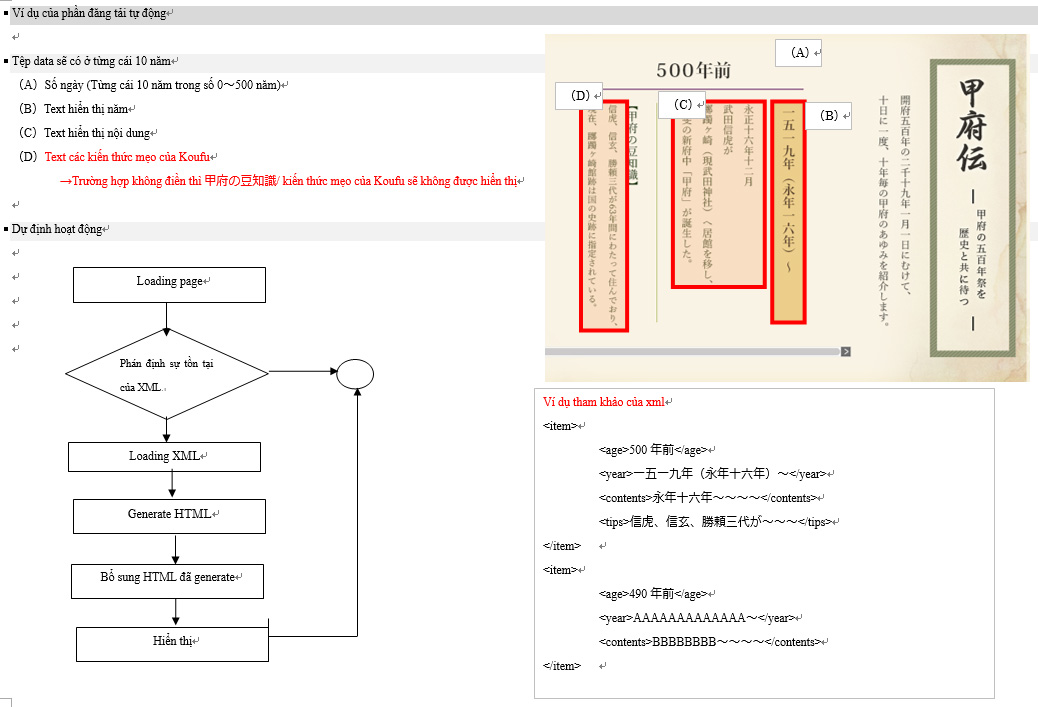 Ví dụ của phần đăng tải tự động
Tệp data sẽ có ở từng cái 10 năm
（A）Số ngày (Từng cái 10 năm trong số 0～500 năm)
（B）Text hiển thị năm
（C）Text hiển thị nội dung
（D）Text các kiến thức mẹo của Koufu
→Trường hợp không điền thì 甲府の豆知識/ kiến thức mẹo của Koufu sẽ không được hiển thị
Dự định hoạt động
Loading page
Phán định sự tồn tại
của XML
Loading XML
Generate HTML
Bổ sung HTML đã generate
Hiển thị
甲府伝
甲府の五百年祭を
歴史と共に待つ
開府五百年の二千十九年一月一日にむけて、
十日に一度、十年毎の甲府のあゆみを紹介します。
（A）
500年前
（B）
一五一九年（永年一六年）～
（C）
永正十六年十二月
武田信虎が
躅ヶ崎（現武田神社）へ居館を移し、
の新府中「甲府」が誕生した。
（D）
【甲府の豆知識】
信虎、信玄、勝頼三代が63年間にわたって住んでおり、
現在、躑躅ヶ崎館跡は国の史跡に指定されている。
Ví dụ tham khảo của xml
<item>
<age>500 年前</age>
<year>一五一九年（永年十六年）～</year>
<contents>永年十六年～～～～</contents>
<tips>信虎、信玄、勝頼三代が～～～</tips>
</item>
<item>
<age>490 年前</age>
<year>AAAAAAAAAAAAA～</year>
<contents>BBBBBBBB～～～～</contents>
</item>